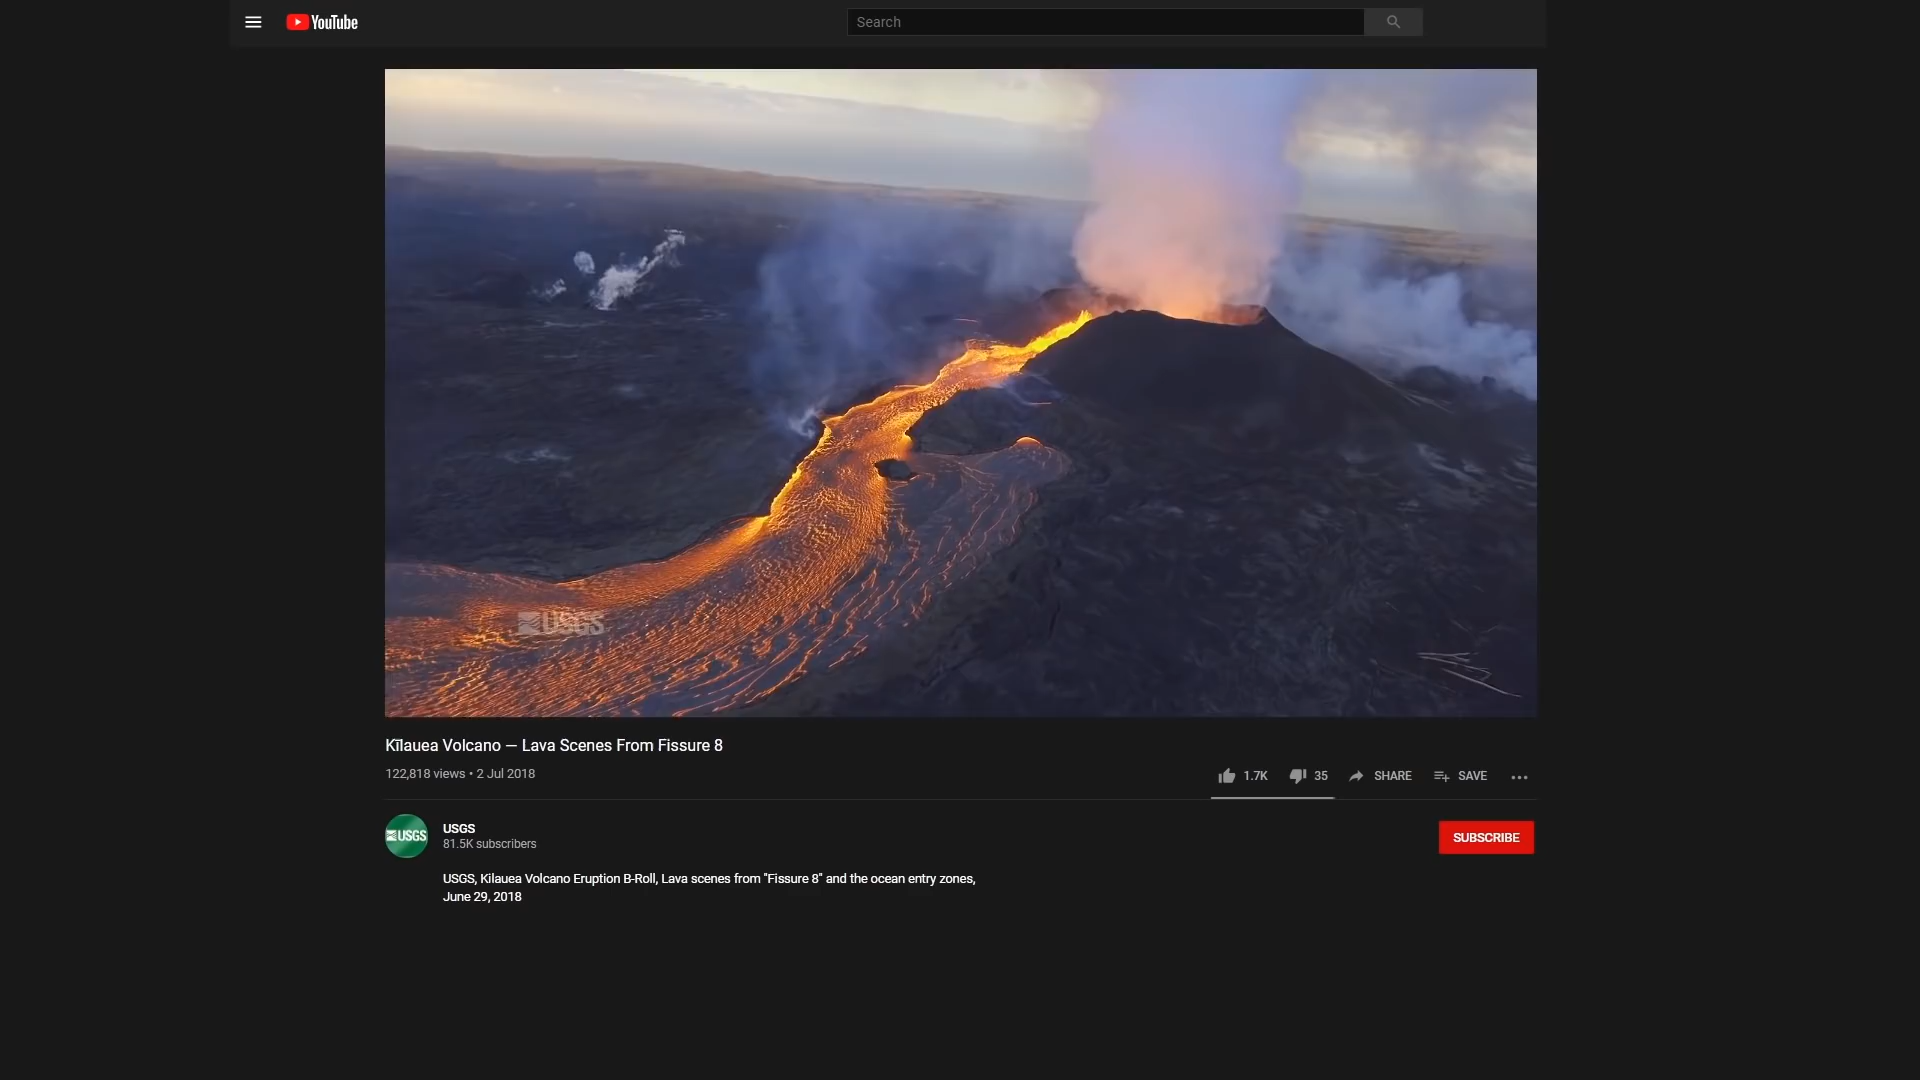 YouTube
Search
USGS
Kīlauea Volcano — Lava Scenes From Fissure 8
122,818 views • 2 Jul 2018
1.7K
35
SHARE
SAVE
USGS
USGS
81.5K subscribers
SUBSCRIBE
USGS, Kilauea Volcano Eruption B-Roll, Lava scenes from "Fissure 8" and the ocean entry zones,
June 29, 2018